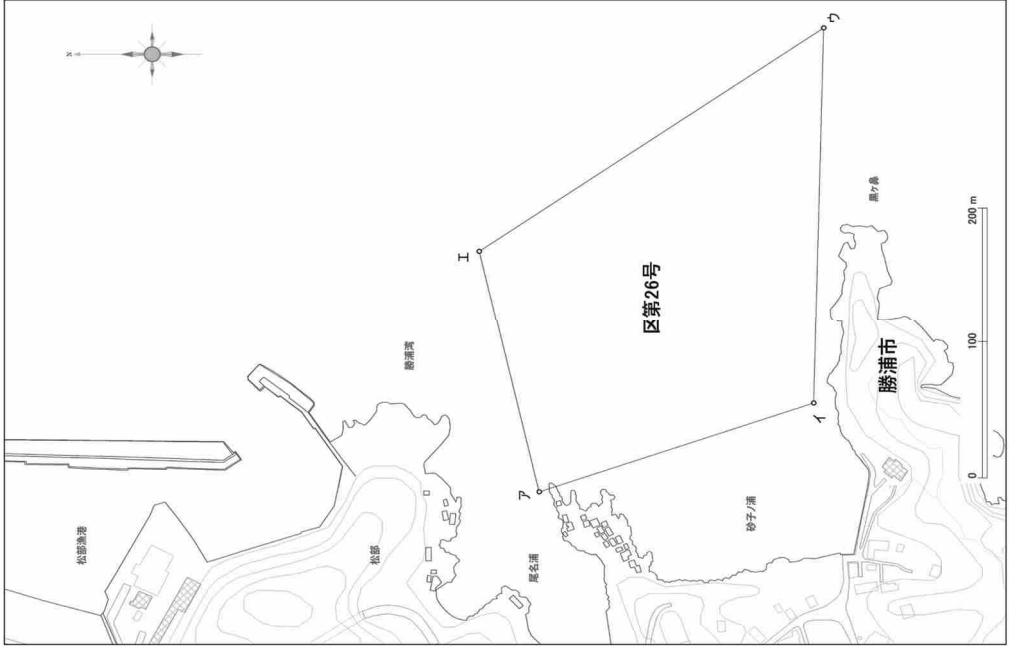 N
ウ
エ
黒ヶ鼻
200 m
区第26号
勝浦湾
勝浦市
100
イ
ア
0
松部漁港
松部
尾名浦
砂子ノ浦